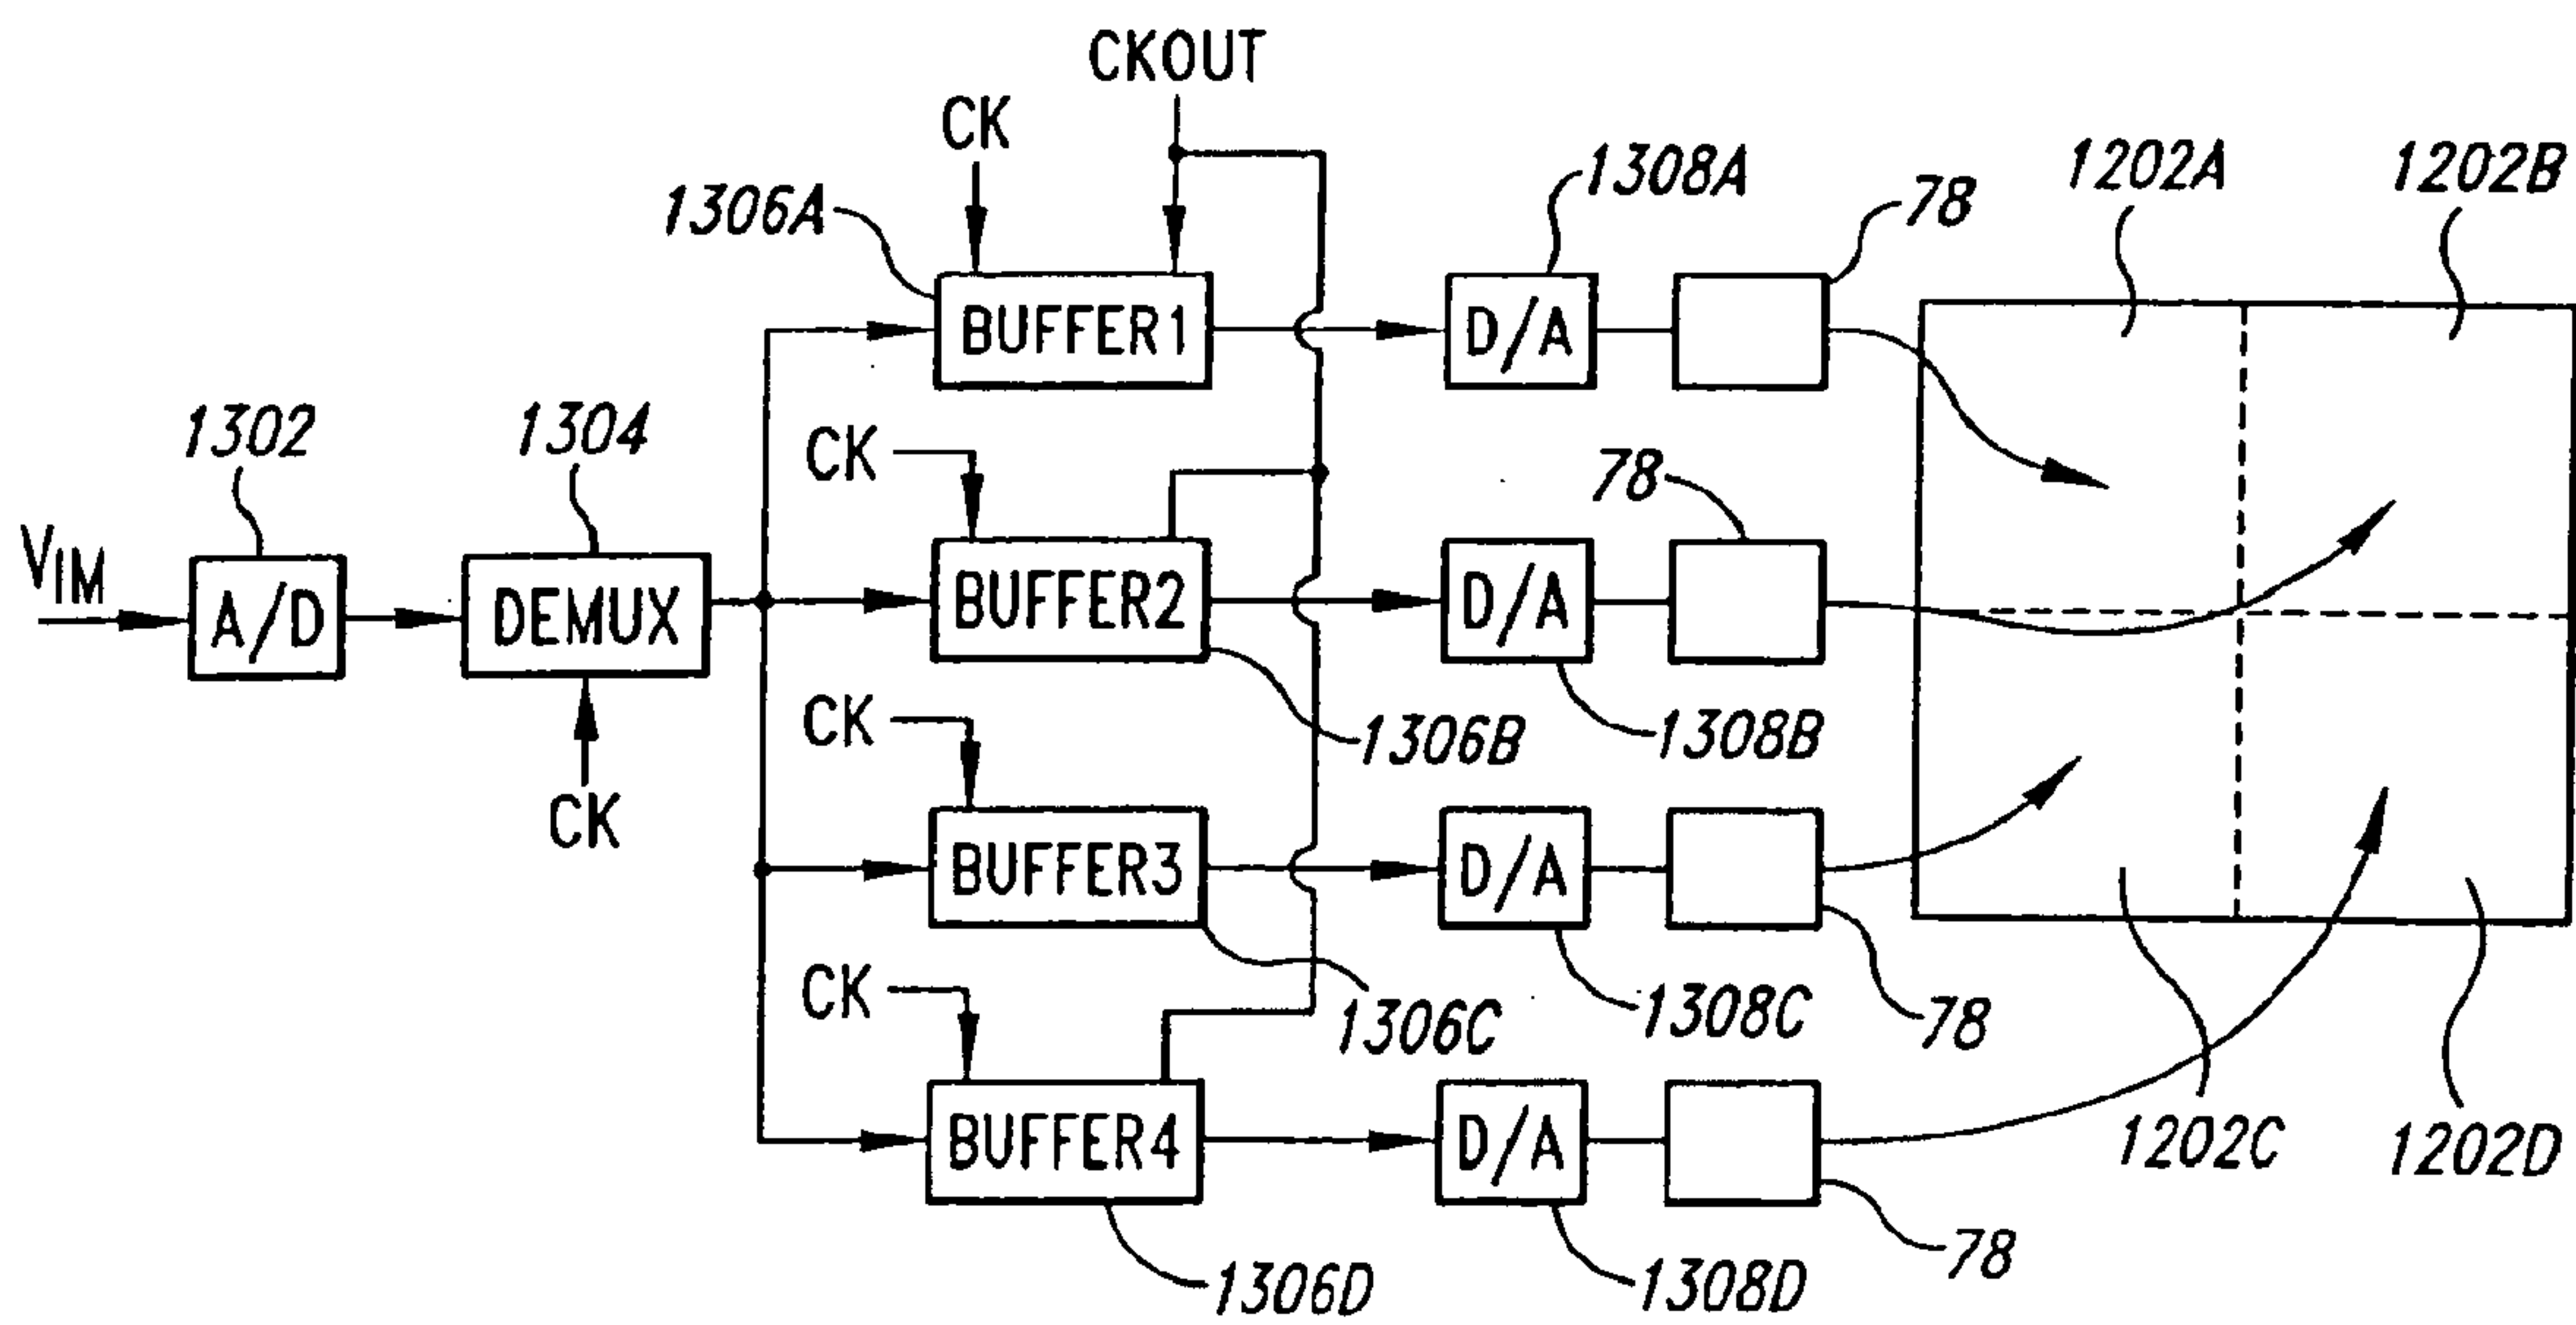 CKOUT
CK
1306A
1308A
78
1202A
1202B
BUFFER1
D/A
1302
1304
CK
78
VIM
A/D
DEMUX
BUFFER2
D/A
CK
1306B
1308B
CK
BUFFER3
D/A
CK
1306C
1308C
78
BUFFER4
D/A
1202C
1202D
1306D
1308D
78